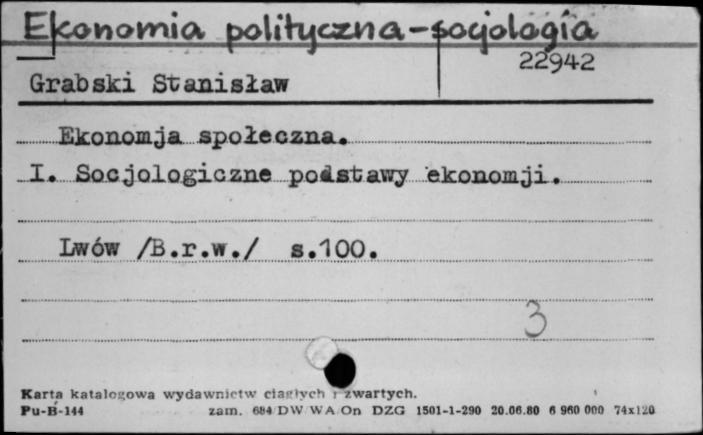 Ekonomia polityczna-socjologia
22942
Grabski Stanisław
Ekonomja społeczna.
I. Socjologiczne podstawy ekonomji.
Lwów /B.r.w./ s.100.
3
Karta katalogowa wydawnictw ciągłych i zwartych.
Pu-B-144 zam. 684/DW/WA/On DZG 1501-1-290 20.06.80 6 960 000 74x120